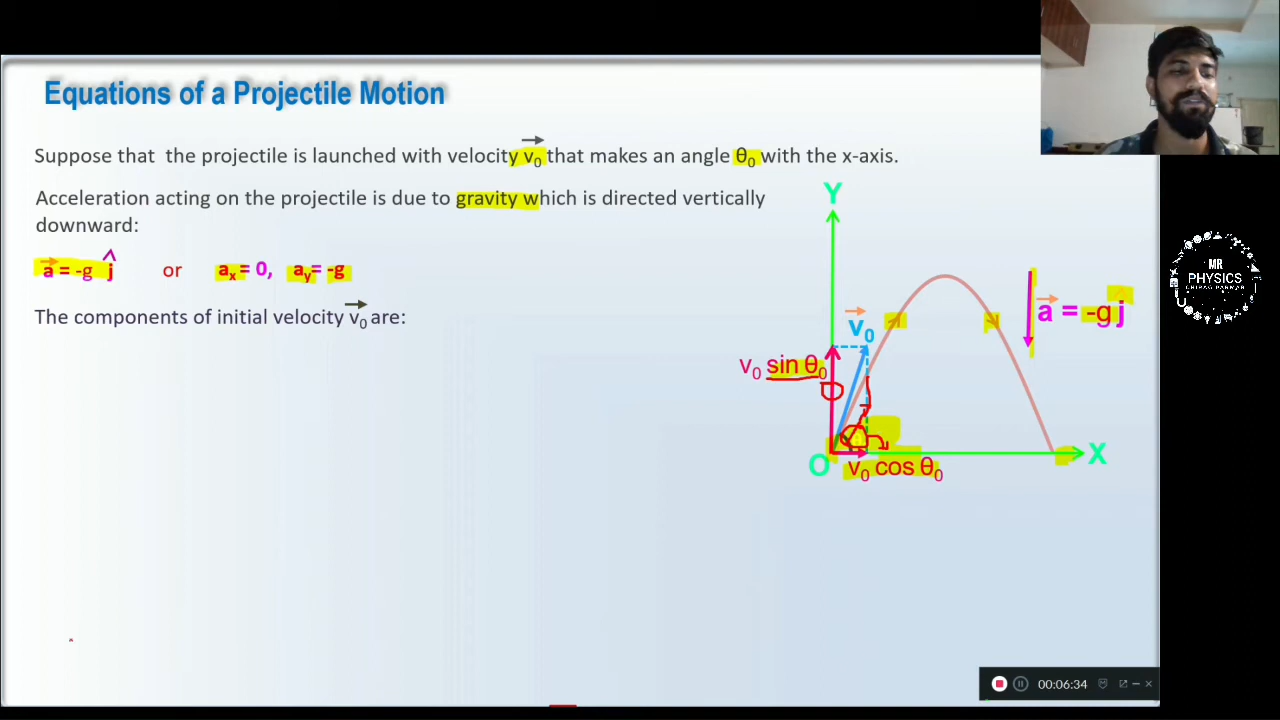 Equations of a Projectile Motion
Suppose that the projectile is launched with velocity v₀ that makes an angle θ₀ with the x-axis.
Acceleration acting on the projectile is due to gravity which is directed vertically
downward:
a = -g ĵ or aₓ = 0, aᵧ= -g
The components of initial velocity v₀ are:
Y
v₀
a = -g ĵ
v₀ sin θ₀
O
v₀ cos θ₀
X
MR
PHYSICS
00:06:34